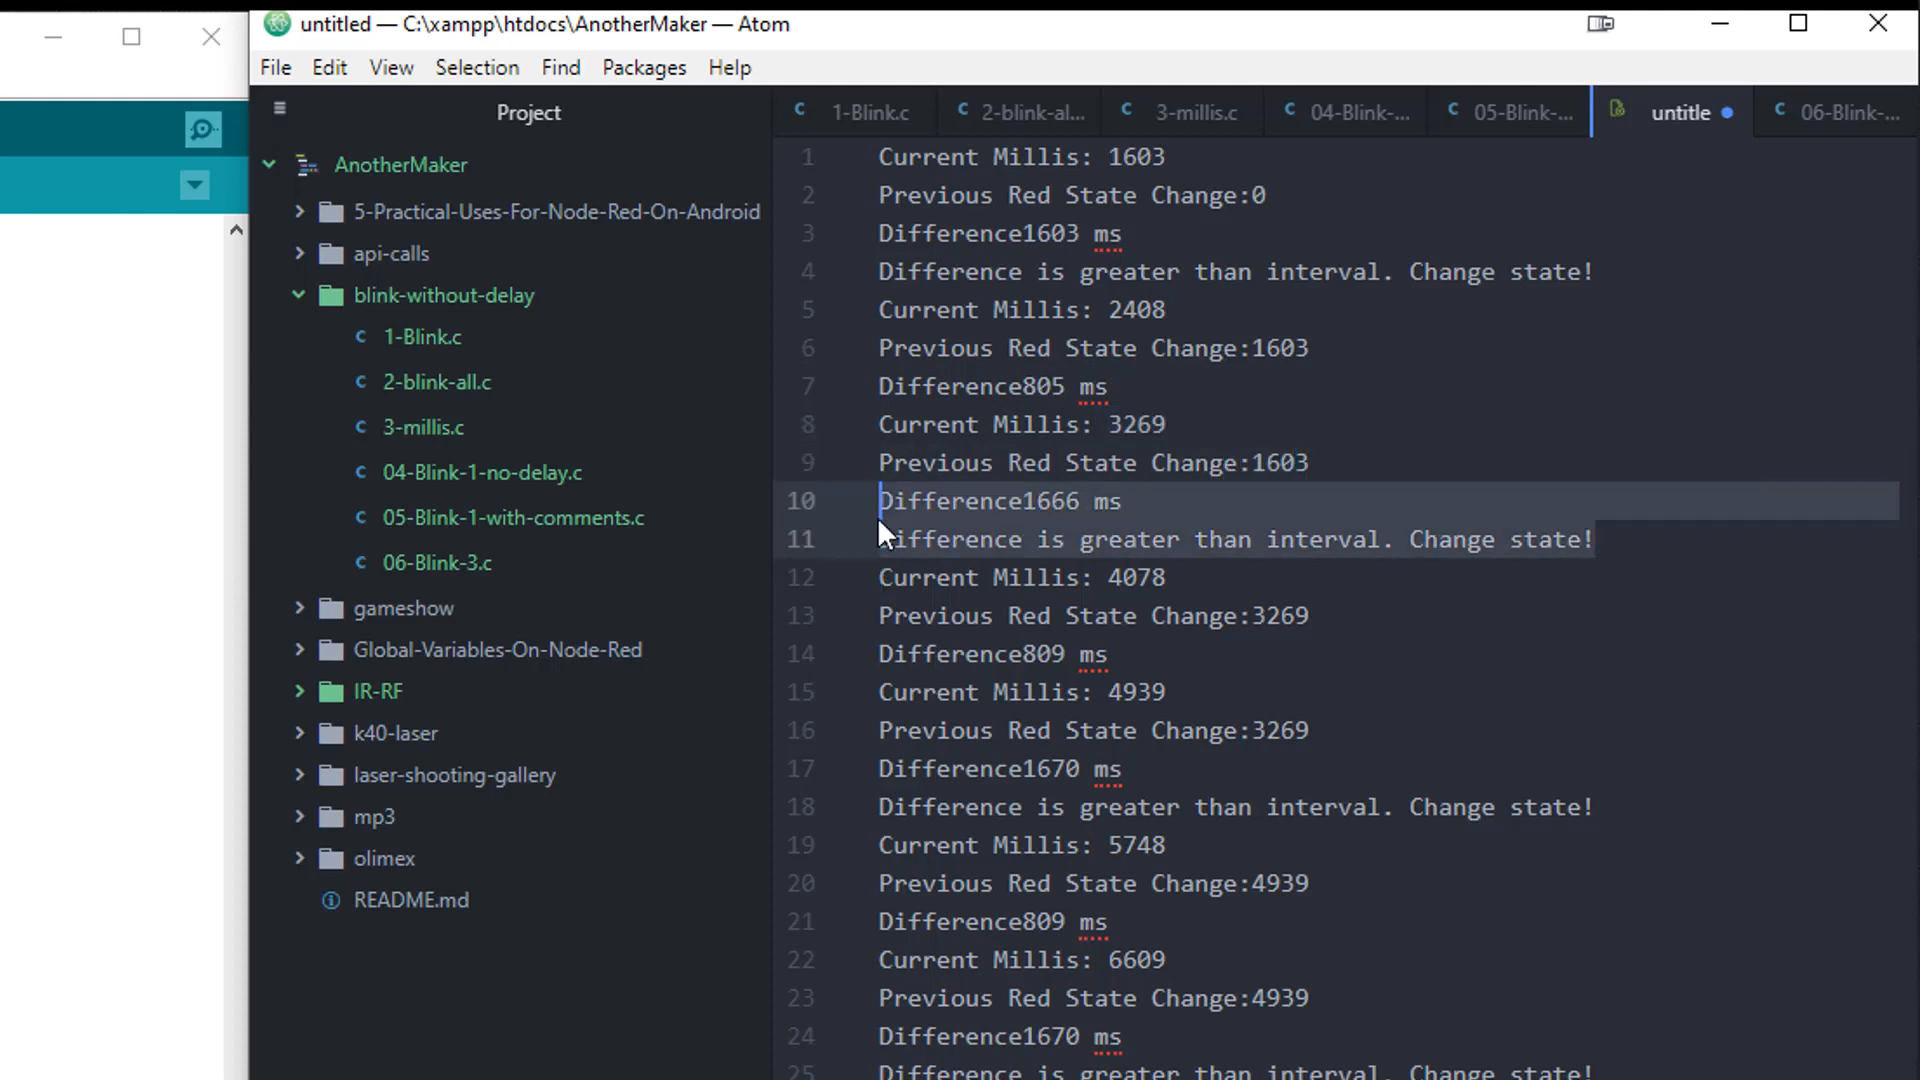 untitled — C:\xampp\htdocs\AnotherMaker — Atom
File Edit View Selection Find Packages Help
Project
AnotherMaker
5-Practical-Uses-For-Node-Red-On-Android
api-calls
blink-without-delay
1-Blink.c
2-blink-all.c
3-millis.c
04-Blink-1-no-delay.c
05-Blink-1-with-comments.c
06-Blink-3.c
gameshow
Global-Variables-On-Node-Red
IR-RF
k40-laser
laser-shooting-gallery
mp3
olimex
README.md
1-Blink.c 2-blink-al... 3-millis.c 04-Blink-... 05-Blink-... untitle 06-Blink-...
1 Current Millis: 1603
2 Previous Red State Change:0
3 Difference1603 ms
4 Difference is greater than interval. Change state!
5 Current Millis: 2408
6 Previous Red State Change:1603
7 Difference805 ms
8 Current Millis: 3269
9 Previous Red State Change:1603
10 Difference1666 ms
11 Difference is greater than interval. Change state!
12 Current Millis: 4078
13 Previous Red State Change:3269
14 Difference809 ms
15 Current Millis: 4939
16 Previous Red State Change:3269
17 Difference1670 ms
18 Difference is greater than interval. Change state!
19 Current Millis: 5748
20 Previous Red State Change:4939
21 Difference809 ms
22 Current Millis: 6609
23 Previous Red State Change:4939
24 Difference1670 ms
25 Difference is greater than interval. Change state!